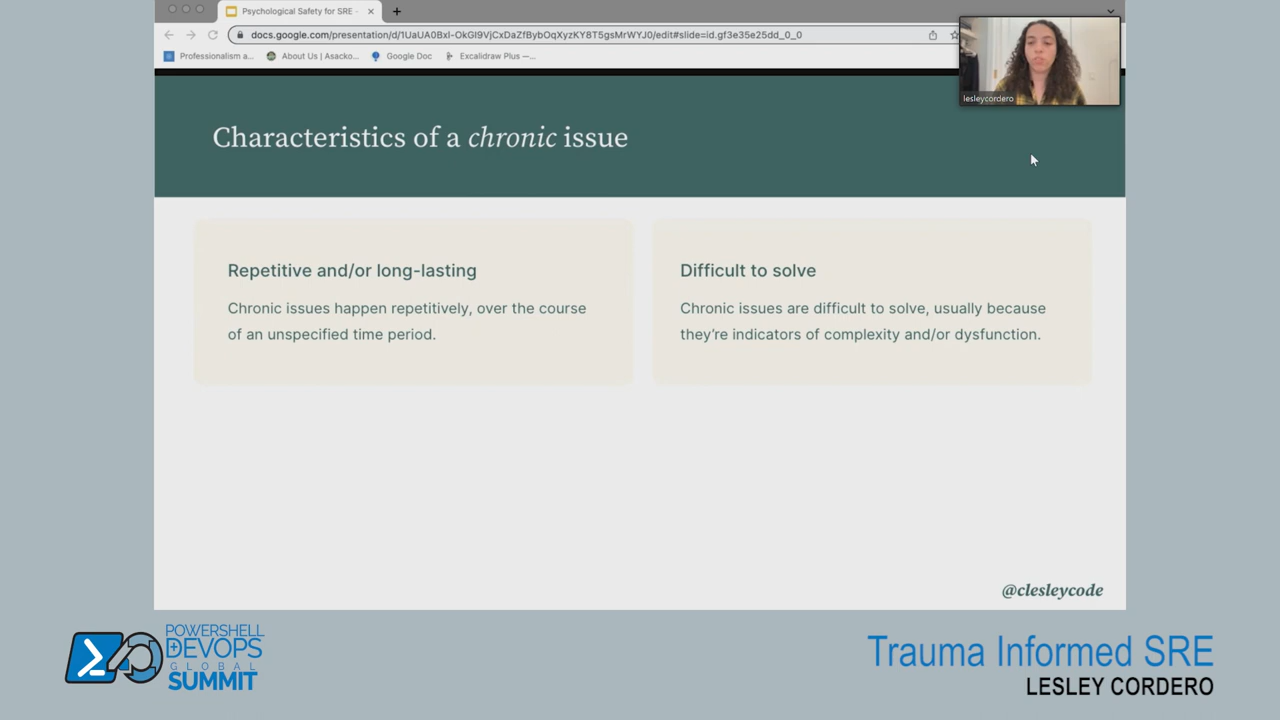 Psychological Safety for SRE -
docs.google.com/presentation/d/1UaUA0BxI-OkGI9VjCxDaZfBybOqXyzKY8T5gsMrWYJ0/edit#slide=id.gf3e35e25dd_0_0
Professionalism a... About Us | Asacko... Google Doc Excalidraw Plus —...
lesleycordero
Characteristics of a chronic issue
Repetitive and/or long-lasting
Chronic issues happen repetitively, over the course
of an unspecified time period.
Difficult to solve
Chronic issues are difficult to solve, usually because
they’re indicators of complexity and/or dysfunction.
@clesleycode
POWERSHELL
DEVOPS
GLOBAL
SUMMIT
Trauma Informed SRE
LESLEY CORDERO